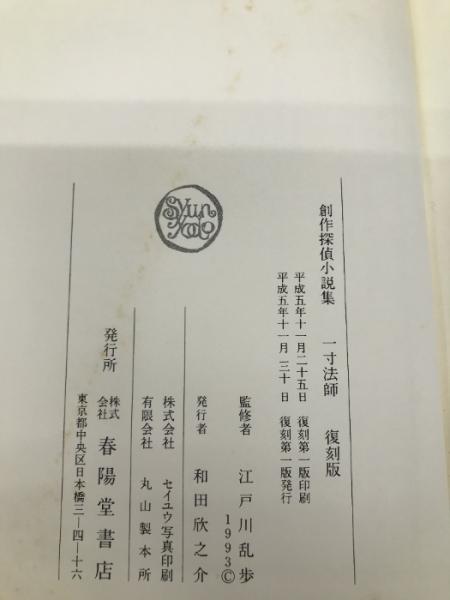 創作探偵小説集 一寸法師 復刻版
平成五年十一月二十五日 復刻第一版印刷
平成五年十一月三十日 復刻第一版発行
監修者 江戸川乱歩
1993©
発行者 和田欣之介
株式会社 セイユウ写真印刷
有限会社 丸山製本所
発行所 株式会社 春陽堂書店
東京都中央区日本橋三―四―十六
Syun
yodo